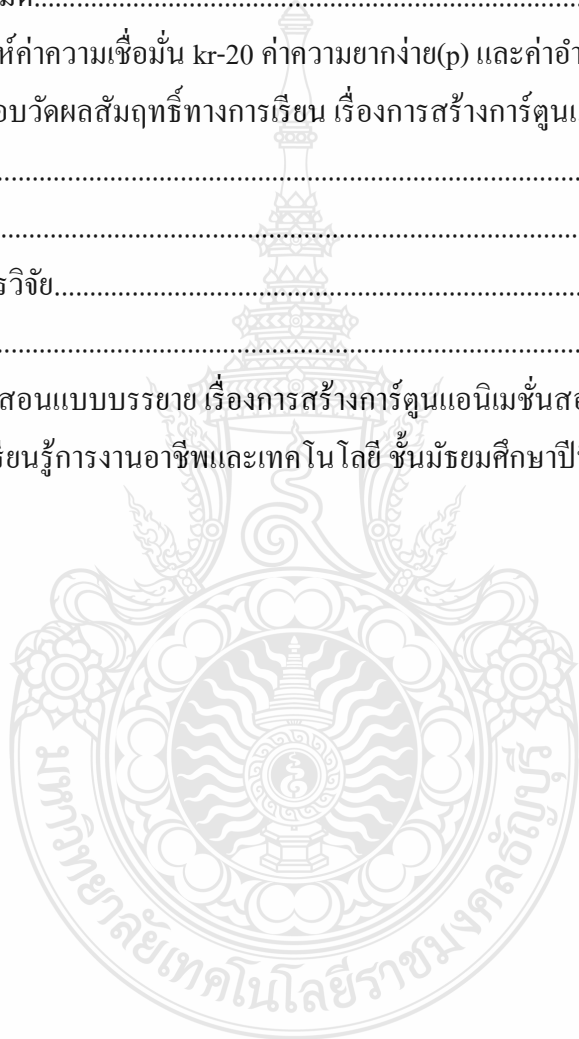 ห์ค่าความเชื่อมั่น kr-20 ค่าความยากง่าย(p) และค่าอำ
อบวัดผลสัมฤทธิ์ทางการเรียน เรื่องการสร้างการ์ตูนแ
................................................................................
................................................................................
รวิจัย................................................................................
................................................................................
สอนแบบบรรยาย เรื่องการสร้างการ์ตูนแอนิเมชั่นสอ
รียนรู้การงานอาชีพและเทคโนโลยี ชั้นมัธยมศึกษาปี
มหาวิทยาลัยเทคโนโลยีราชมงคลธัญบุรี